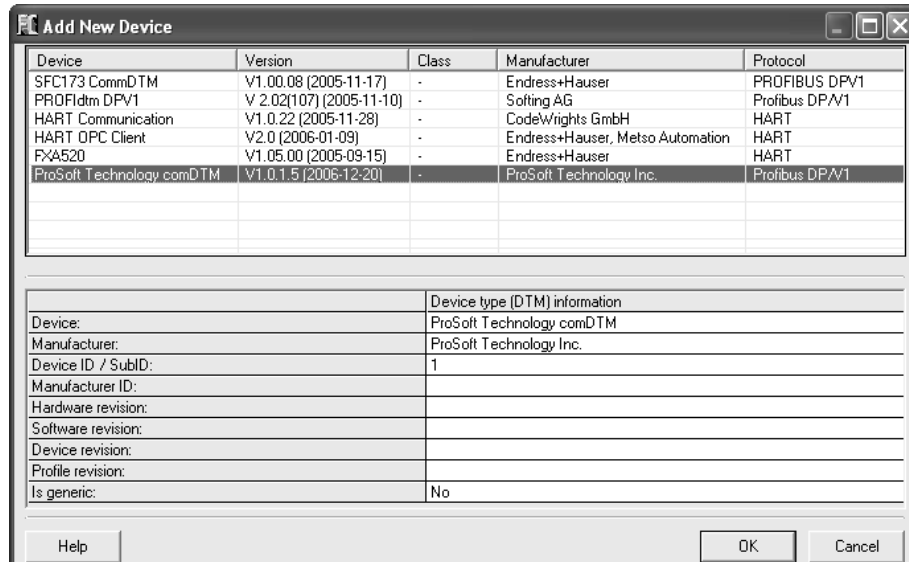 FC Add New Device
Device Version Class Manufacturer Protocol
SFC173 CommDTM V1.00.08 (2005-11-17) - Endress+Hauser PROFIBUS DPV1
PROFIdtm DPV1 V 2.02(107) (2005-11-10) - Softing AG Profibus DP/V1
HART Communication V1.0.22 (2005-11-28) - CodeWrights GmbH HART
HART OPC Client V2.0 (2006-01-09) - Endress+Hauser, Metso Automation HART
FXA520 V1.05.00 (2005-09-15) - Endress+Hauser HART
ProSoft Technology comDTM V1.0.1.5 (2006-12-20) - ProSoft Technology Inc. Profibus DP/V1
Device type (DTM) information
Device: ProSoft Technology comDTM
Manufacturer: ProSoft Technology Inc.
Device ID / SubID: 1
Manufacturer ID:
Hardware revision:
Software revision:
Device revision:
Profile revision:
Is generic: No
Help OK Cancel